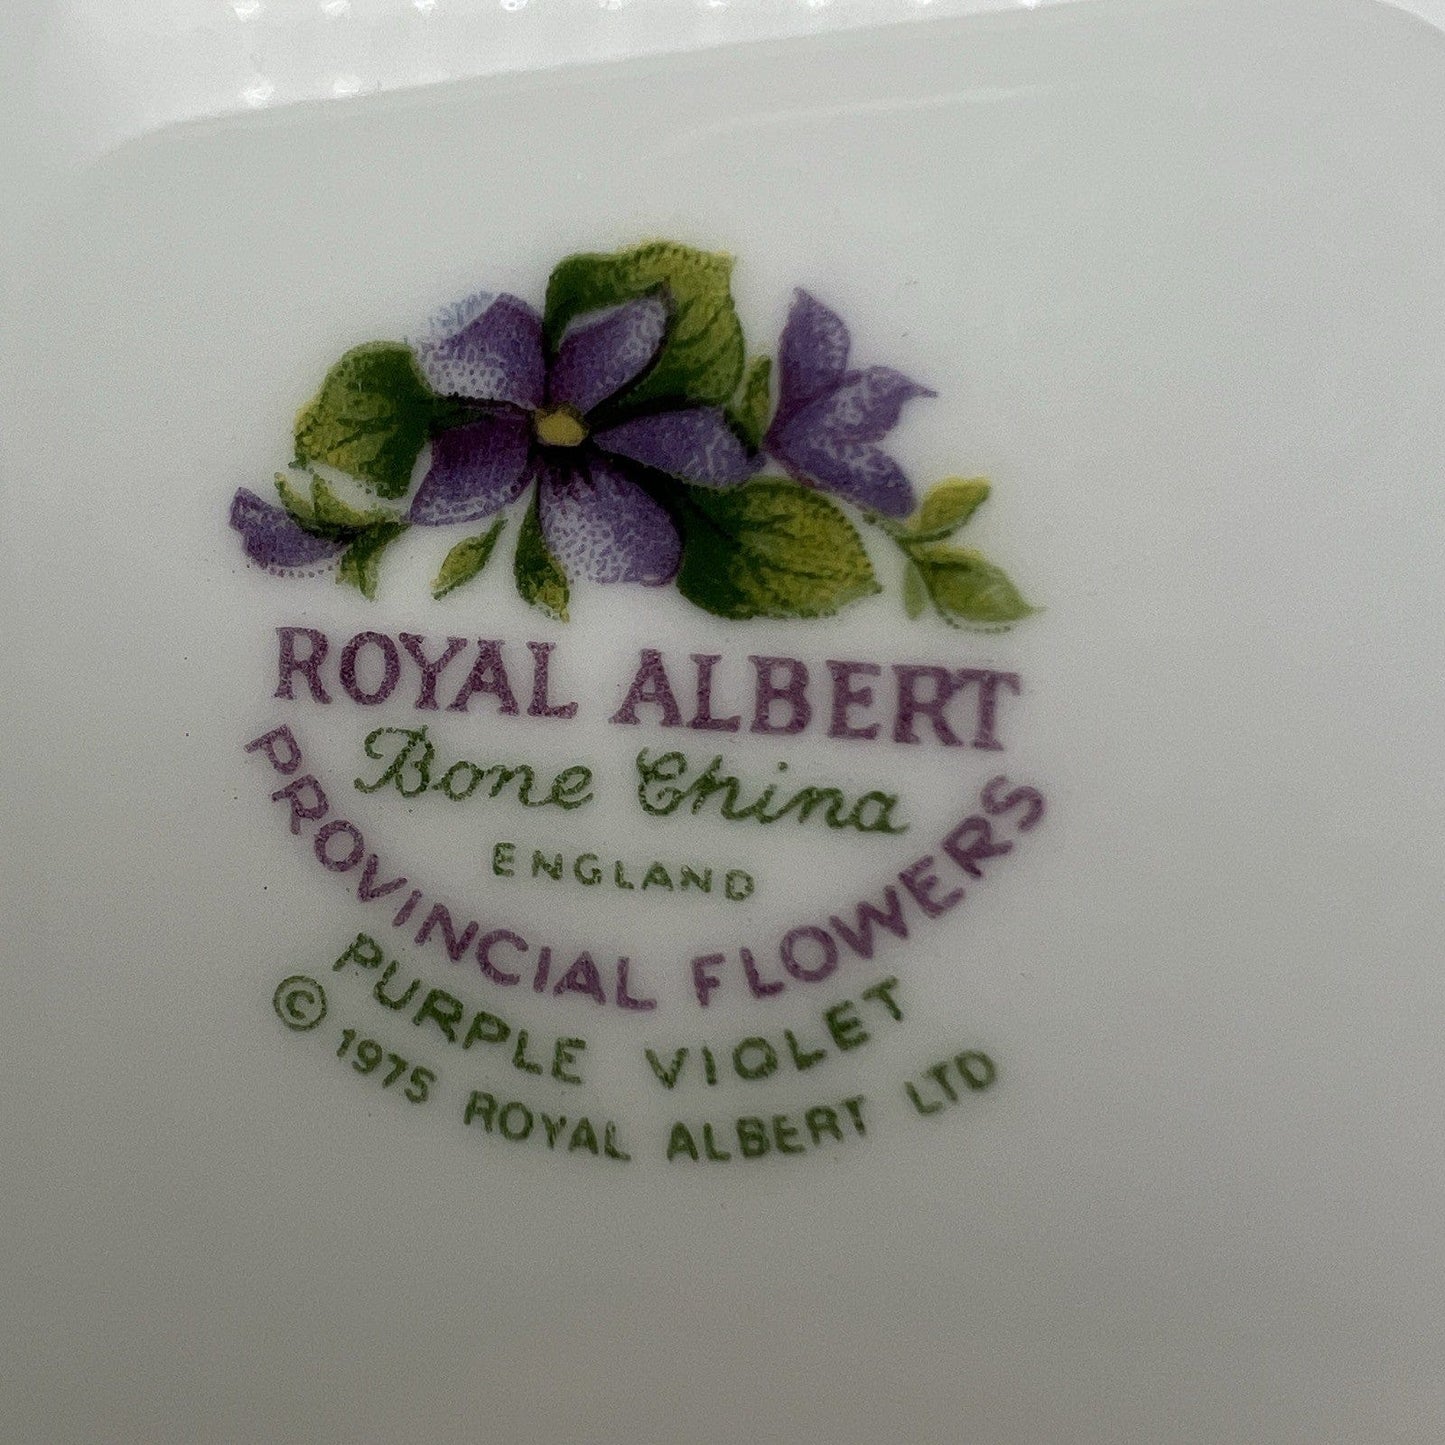 ROYAL ALBERT
Bone China
ENGLAND
PROVINCIAL FLOWERS
PURPLE VIOLET
© 1975 ROYAL ALBERT LTD